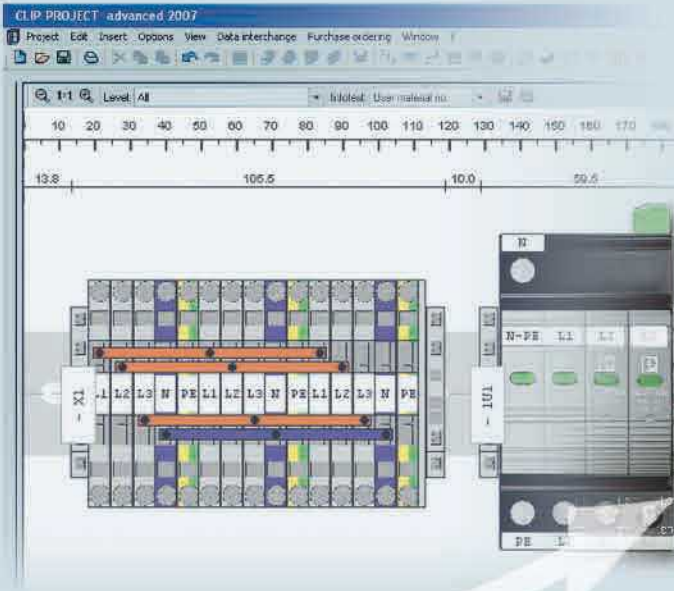 CLIP PROJECT advanced 2007
Project Edit Insert Options View Data interchange Purchase ordering Window
1:1 Level: All Infotext: User material no.
10 20 30 40 50 60 70 80 90 100 110 120 130 140 150 160 170
13.8 105.5 10.0 59.5
N
N-PE L1 L2
- X1
L1 L2 L3 N PE L1 L2 L3 N PE L1 L2 L3 N PE
- 1U1
PE